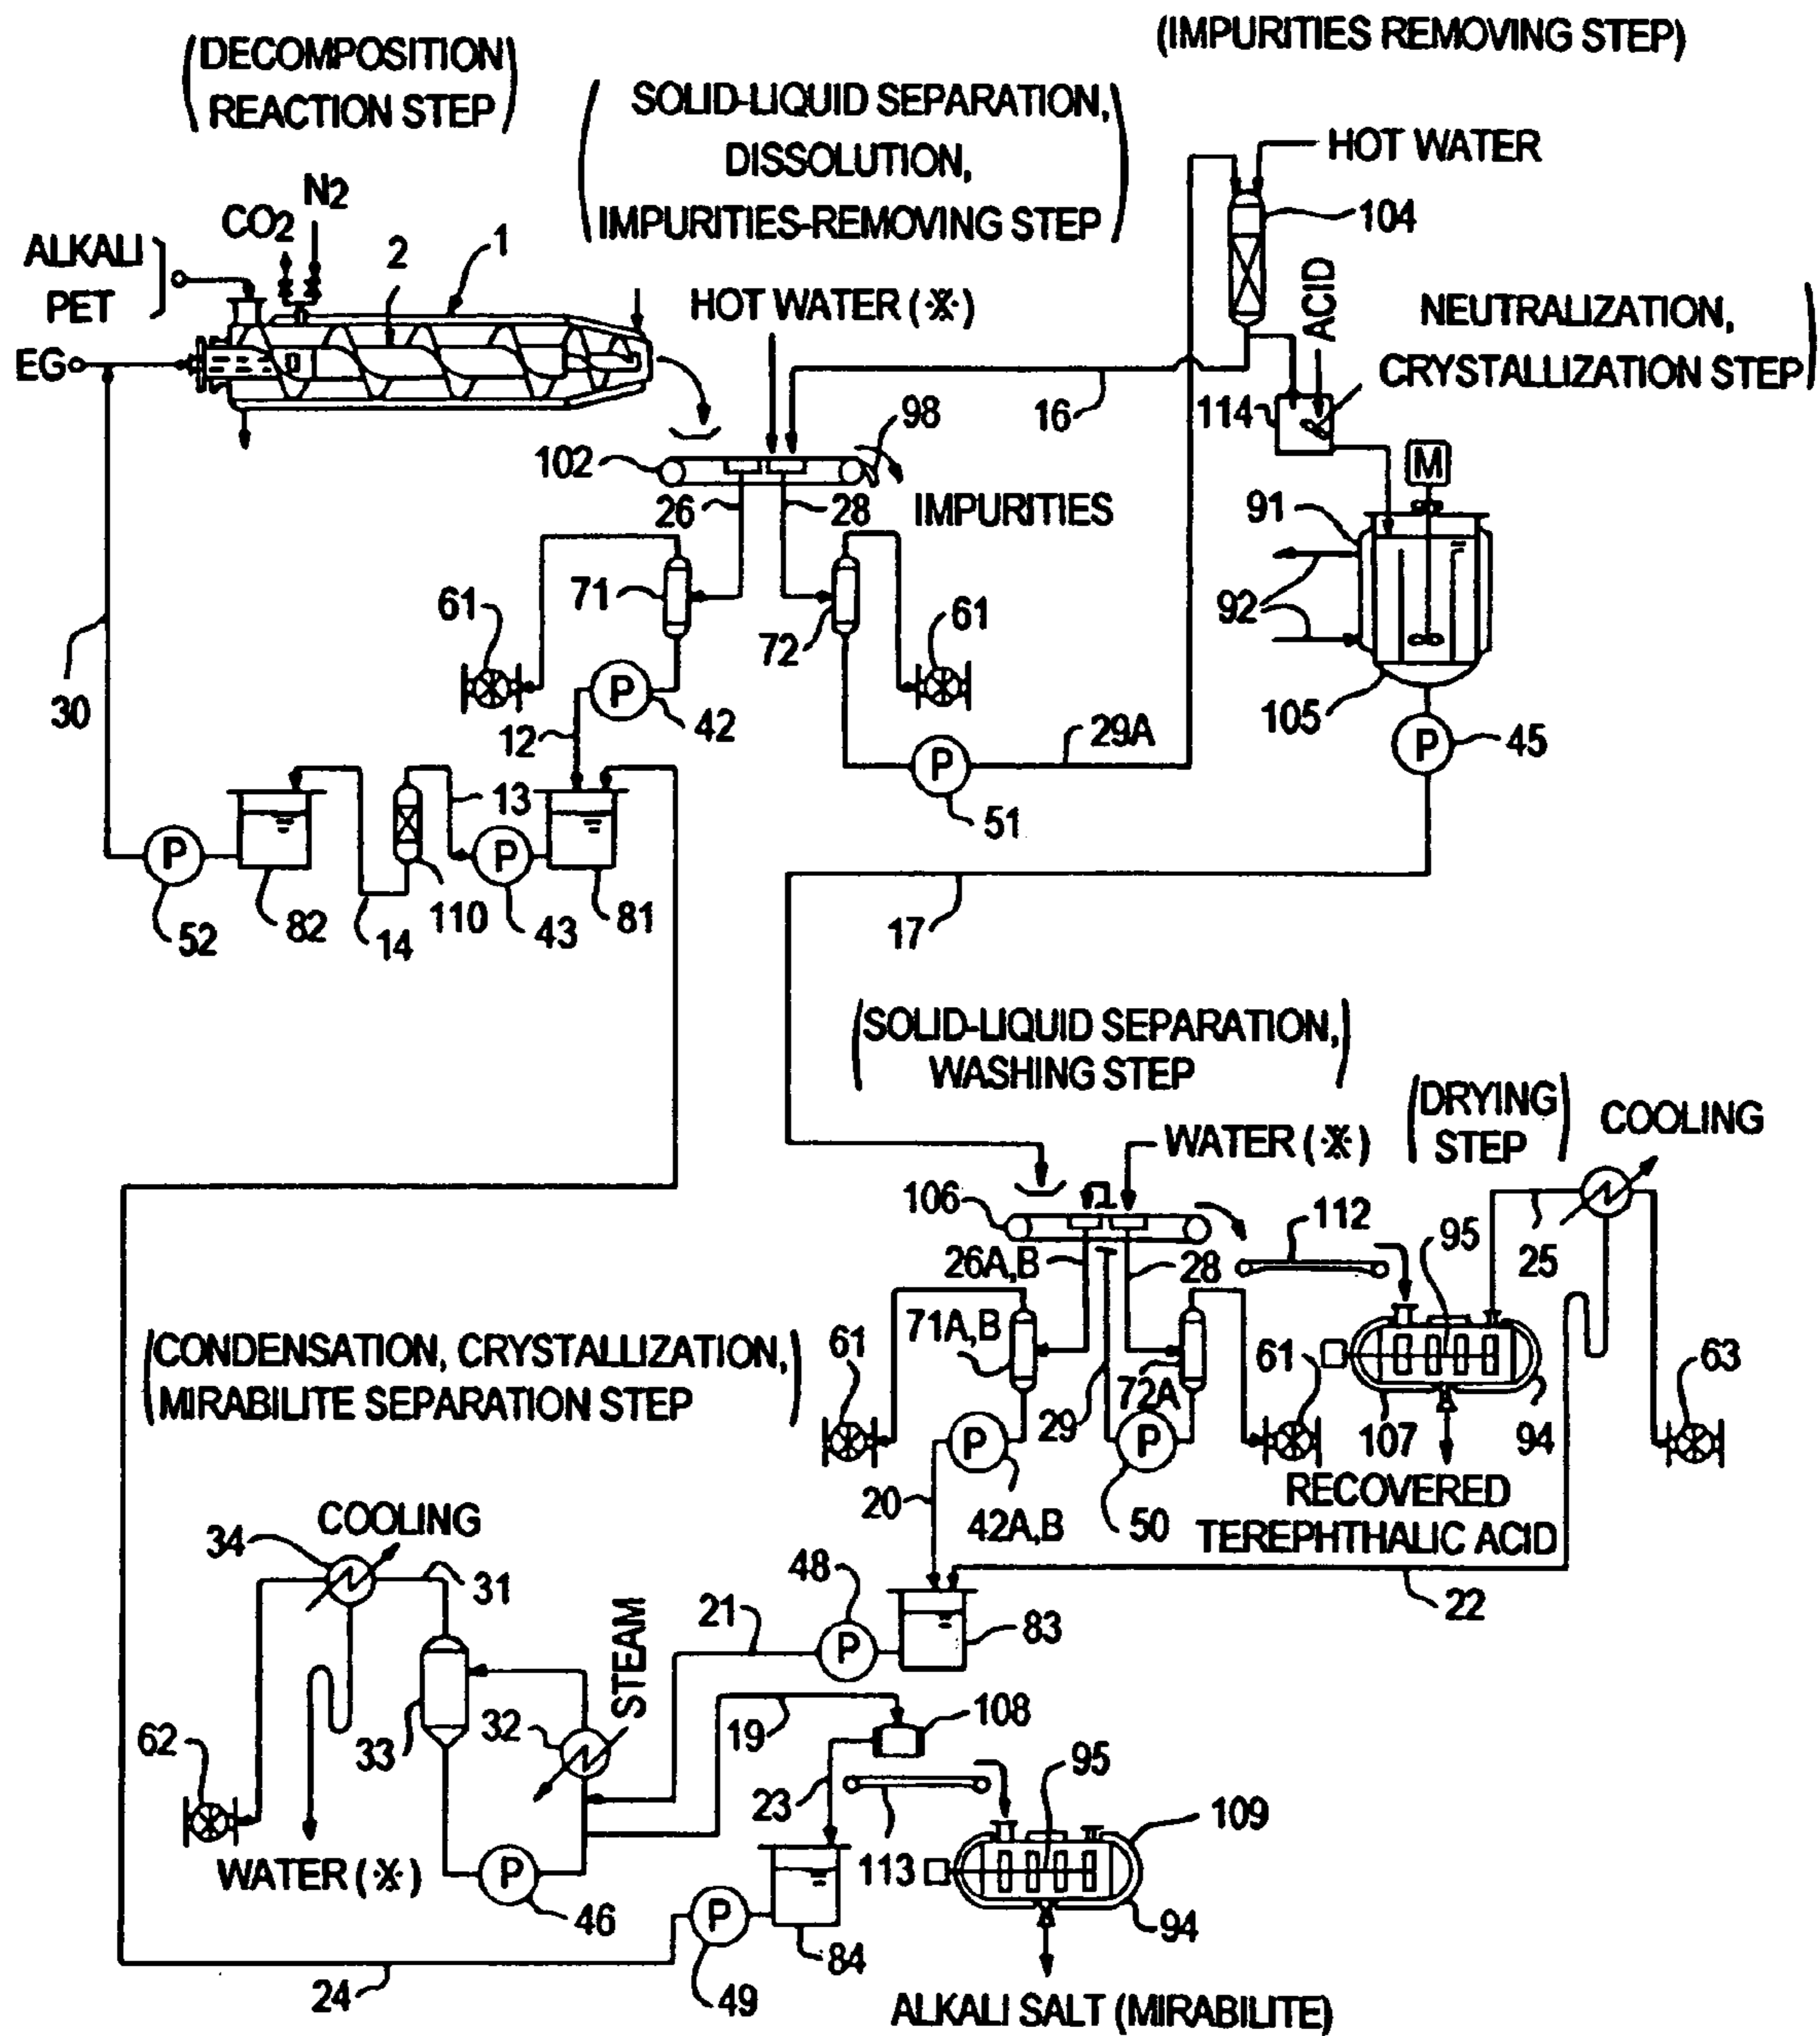 (IMPURITIES REMOVING STEP)
(DECOMPOSITION
REACTION STEP)
(SOLID-LIQUID SEPARATION,
DISSOLUTION,
IMPURITIES-REMOVING STEP)
HOT WATER
104
N2
CO2
ALKALI
PET
2
1
EG
HOT WATER (·X·)
ACID
NEUTRALIZATION,
CRYSTALLIZATION STEP)
16
114
98
102
M
26
28
IMPURITIES
91
71
61
72
61
92
30
12
42
105
45
29A
13
P
P
P
P
P
P
51
52
82
14
110
43
81
17
(SOLID-LIQUID SEPARATION,
WASHING STEP)
(DRYING
STEP)
COOLING
WATER (·X·)
106
112
26A,B
28
95
25
71A,B
61
(CONDENSATION, CRYSTALLIZATION,
MIRABILITE SEPARATION STEP)
61
63
72A
29
P
P
107
94
20
42A,B
50
RECOVERED
TEREPHTHALIC ACID
COOLING
34
31
48
22
STEAM
21
P
83
33
32
19
108
62
23
95
109
WATER (·X·)
P
46
113
P
94
24
49
84
ALKALI SALT (MIRABILITE)